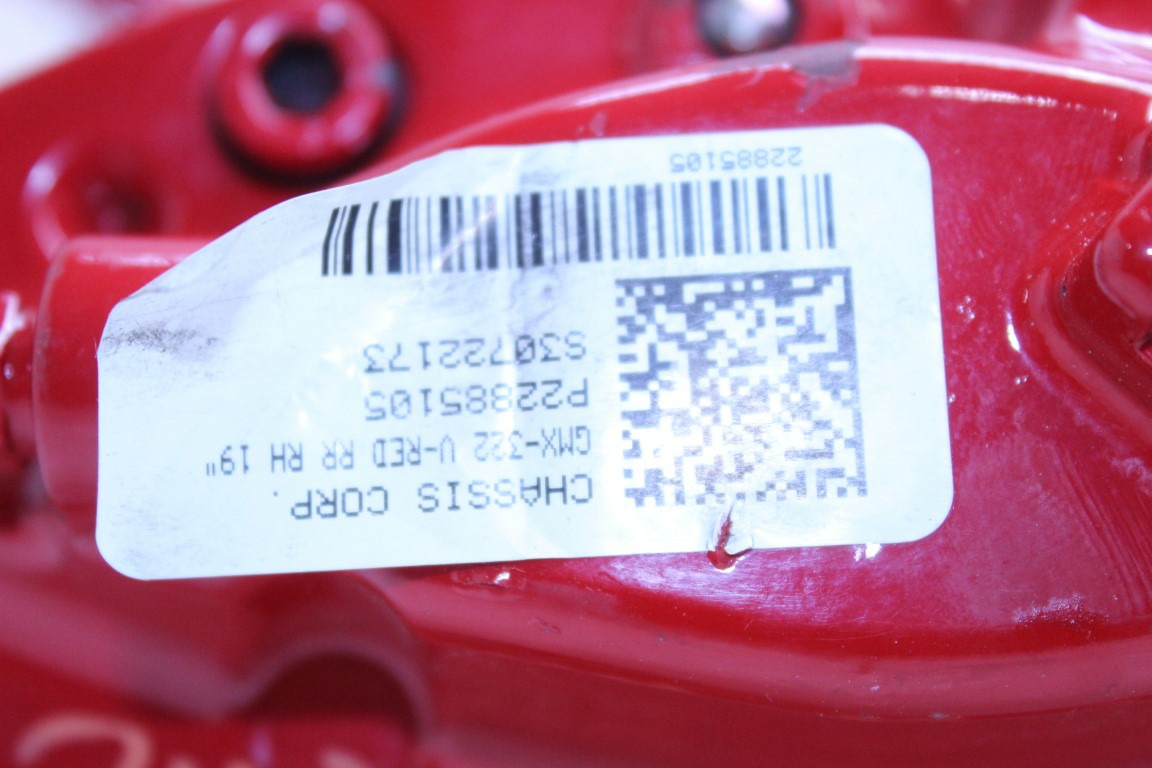 CHASSIS CORP.
GMX-322 V-RED RR RH 19"
P22885105
S30722173
22885105